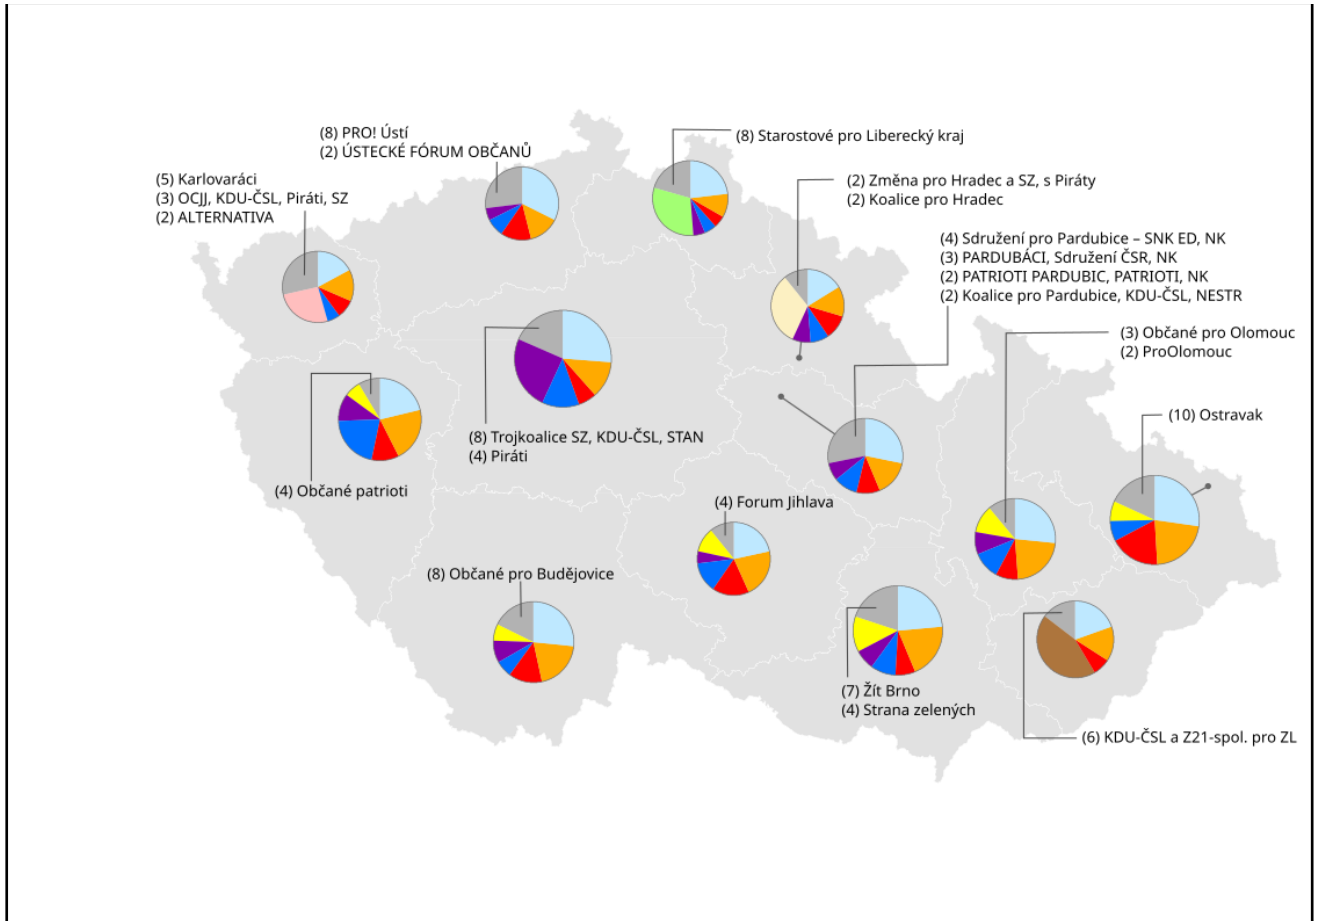 (8) PRO! Ústí
(2) ÚSTECKÉ FÓRUM OBČANŮ
(8) Starostové pro Liberecký kraj
(5) Karlovaráci
(3) OCJJ, KDU-ČSL, Piráti, SZ
(2) ALTERNATIVA
(2) Změna pro Hradec a SZ, s Piráty
(2) Koalice pro Hradec
(4) Sdružení pro Pardubice – SNK ED, NK
(3) PARDUBÁCI, Sdružení ČSR, NK
(2) PATRIOTI PARDUBIC, PATRIOTI, NK
(2) Koalice pro Pardubice, KDU-ČSL, NESTR
(3) Občané pro Olomouc
(2) ProOlomouc
(10) Ostravak
(8) Trojkoalice SZ, KDU-ČSL, STAN
(4) Piráti
(4) Občané patrioti
(4) Forum Jihlava
(8) Občané pro Budějovice
(7) Žít Brno
(4) Strana zelených
(6) KDU-ČSL a Z21-spol. pro ZL